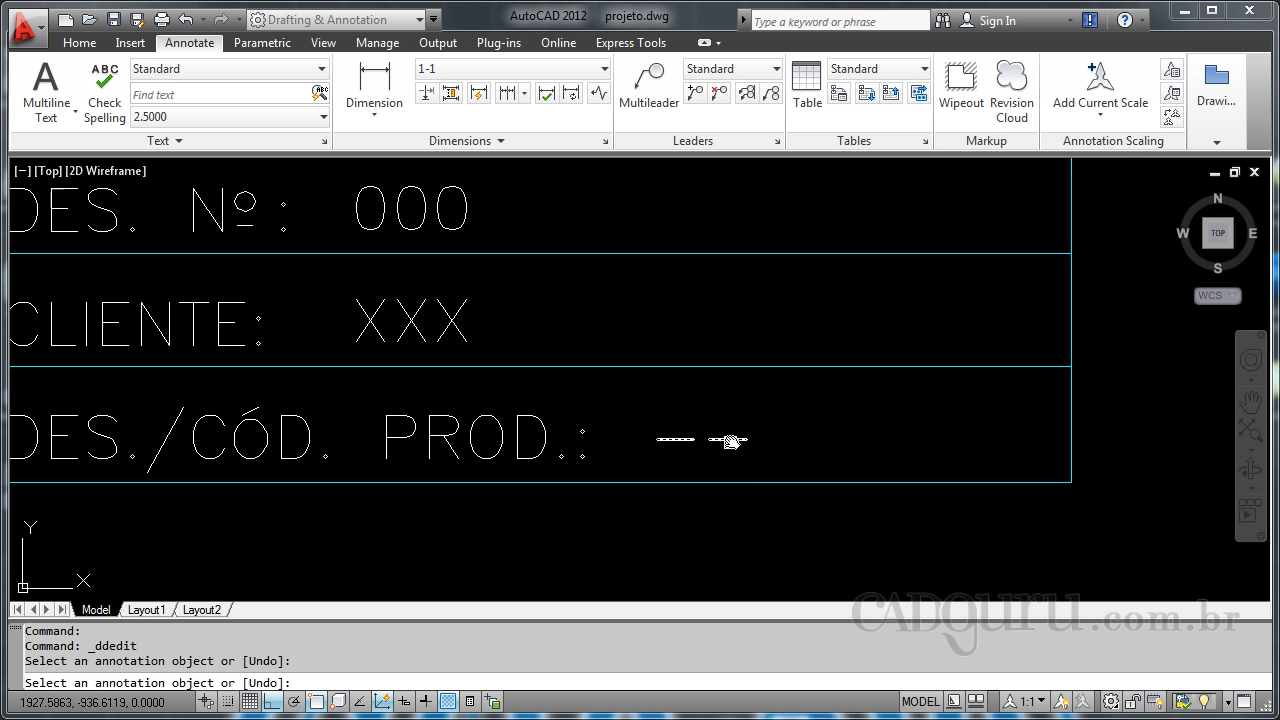 AutoCAD 2012 projeto.dwg
Drafting & Annotation
Type a keyword or phrase
Sign In
Home Insert Annotate Parametric View Manage Output Plug-ins Online Express Tools
Multiline Text
ABC Check Spelling
Standard
Find text
2.5000
Text
Dimension
1-1
Dimensions
Multileader
Standard
Leaders
Table
Standard
Tables
Wipeout
Revision Cloud
Markup
Add Current Scale
Annotation Scaling
Drawi...
[−] [Top] [2D Wireframe]
DES. Nº: 000
CLIENTE: XXX
DES./CÓD. PROD.: --
N
W TOP E
S
WCS
Y
X
Model Layout1 Layout2
CADguru.com.br
Command:
Command: _ddedit
Select an annotation object or [Undo]:
Select an annotation object or [Undo]:
1927.5863, -936.6119, 0.0000
MODEL
1:1